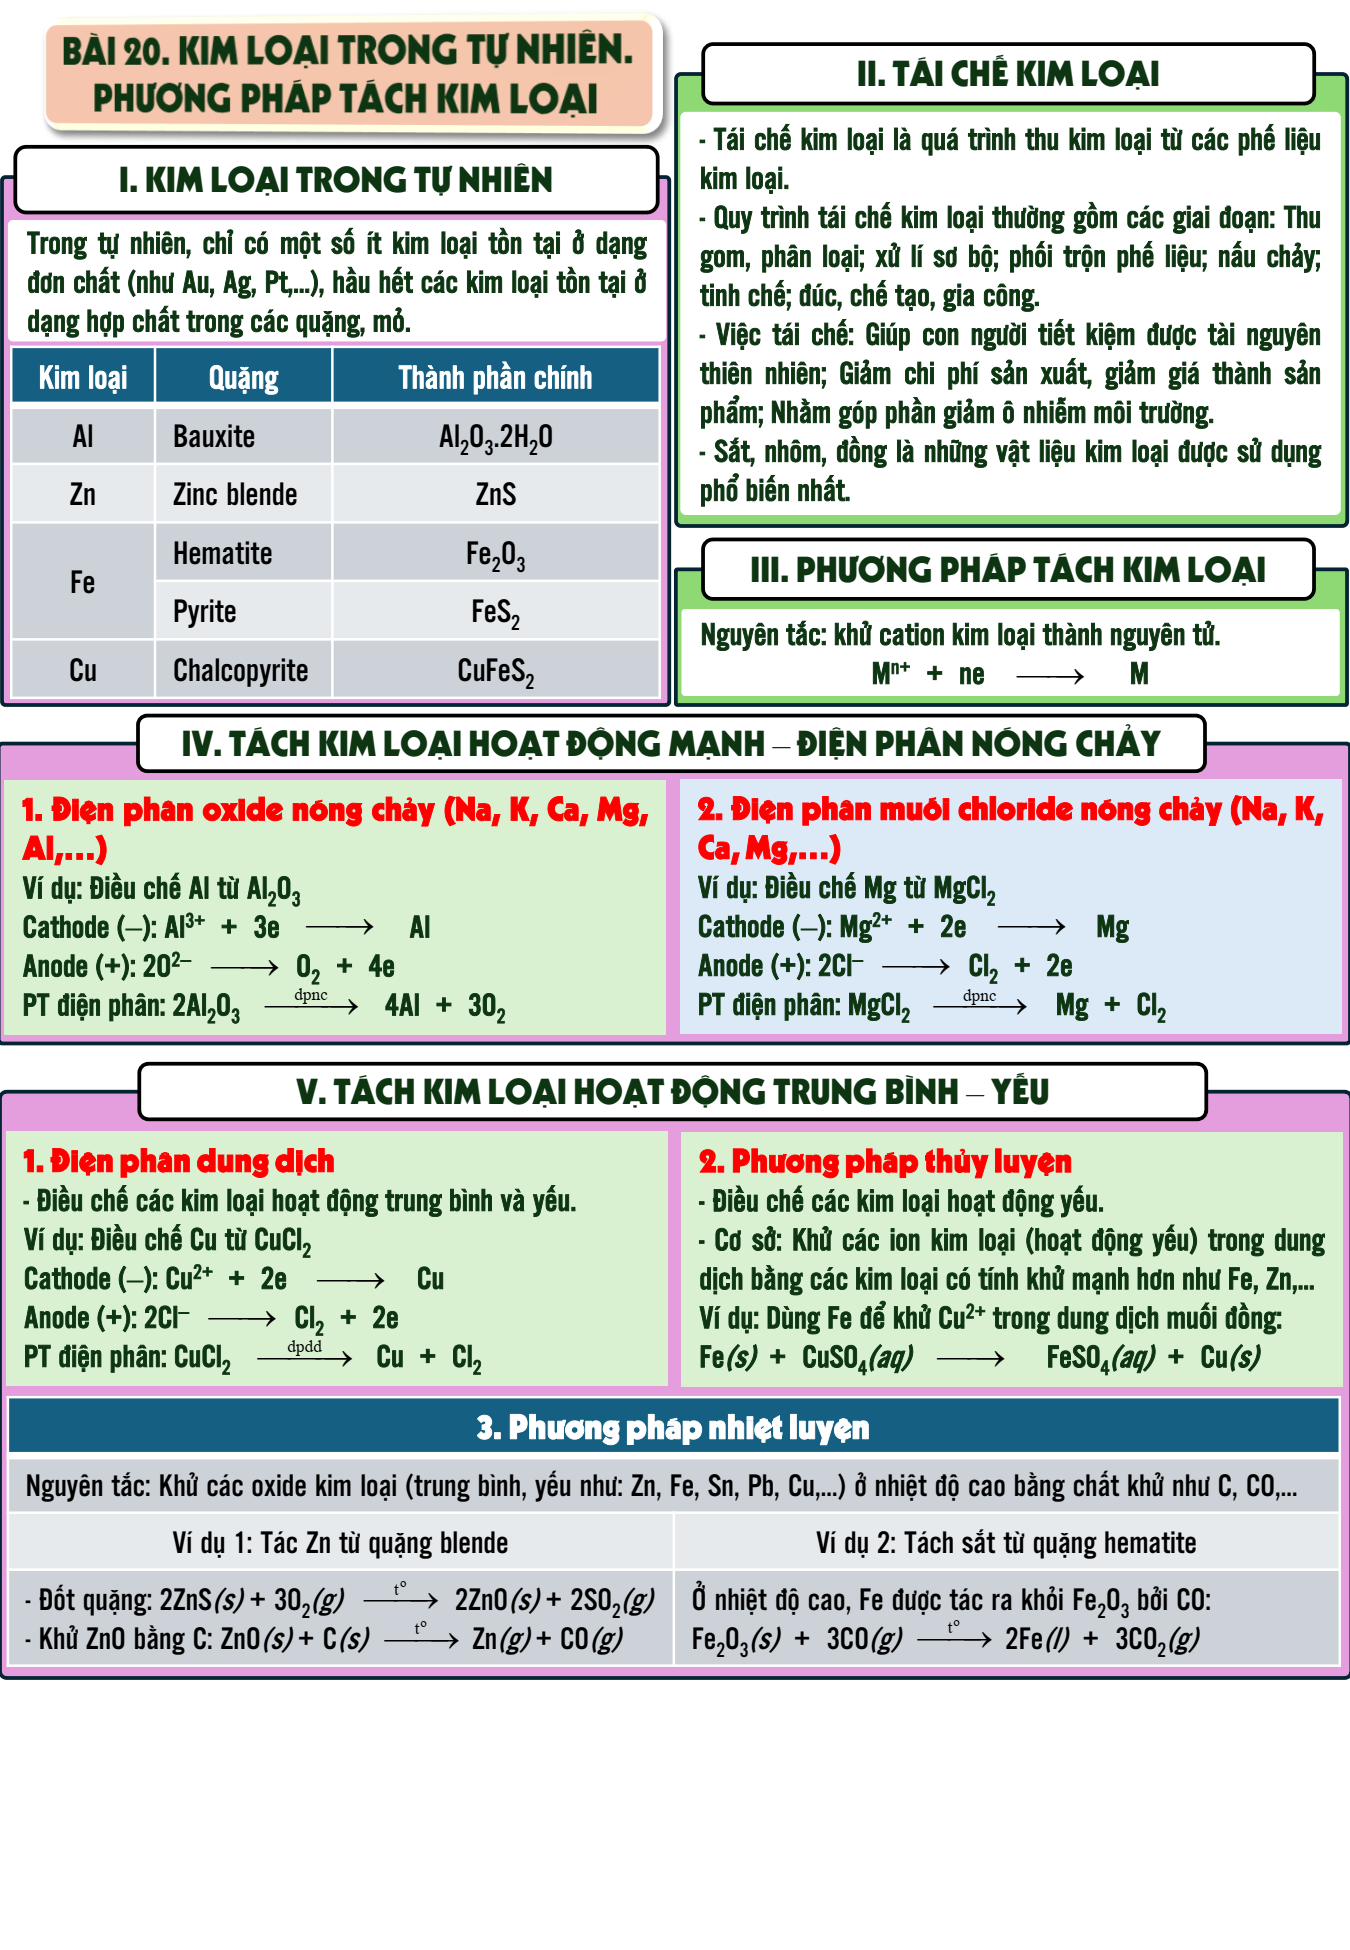 BÀI 20. KIM LOẠI TRONG TỰ NHIÊN.
PHƯƠNG PHÁP TÁCH KIM LOẠI
I. KIM LOẠI TRONG TỰ NHIÊN
Trong tự nhiên, chỉ có một số ít kim loại tồn tại ở dạng
đơn chất (như Au, Ag, Pt,...), hầu hết các kim loại tồn tại ở
dạng hợp chất trong các quặng, mỏ.
Kim loại Quặng Thành phần chính
Al Bauxite Al₂O₃.2H₂O
Zn Zinc blende ZnS
Fe Hematite Fe₂O₃
Pyrite FeS₂
Cu Chalcopyrite CuFeS₂
II. TÁI CHẾ KIM LOẠI
- Tái chế kim loại là quá trình thu kim loại từ các phế liệu
kim loại.
- Quy trình tái chế kim loại thường gồm các giai đoạn: Thu
gom, phân loại; xử lí sơ bộ; phối trộn phế liệu; nấu chảy;
tinh chế; đúc, chế tạo, gia công.
- Việc tái chế: Giúp con người tiết kiệm được tài nguyên
thiên nhiên; Giảm chi phí sản xuất, giảm giá thành sản
phẩm; Nhằm góp phần giảm ô nhiễm môi trường.
- Sắt, nhôm, đồng là những vật liệu kim loại được sử dụng
phổ biến nhất.
III. PHƯƠNG PHÁP TÁCH KIM LOẠI
Nguyên tắc: khử cation kim loại thành nguyên tử.
Mⁿ⁺ + ne ⟶ M
IV. TÁCH KIM LOẠI HOẠT ĐỘNG MẠNH – ĐIỆN PHÂN NÓNG CHẢY
1. Điện phân oxide nóng chảy (Na, K, Ca, Mg,
Al,...)
Ví dụ: Điều chế Al từ Al₂O₃
Cathode (–): Al³⁺ + 3e ⟶ Al
Anode (+): 2O²⁻ ⟶ O₂ + 4e
PT điện phân: 2Al₂O₃ —dpnc→ 4Al + 3O₂
2. Điện phân muối chloride nóng chảy (Na, K,
Ca, Mg,...)
Ví dụ: Điều chế Mg từ MgCl₂
Cathode (–): Mg²⁺ + 2e ⟶ Mg
Anode (+): 2Cl⁻ ⟶ Cl₂ + 2e
PT điện phân: MgCl₂ —dpnc→ Mg + Cl₂
V. TÁCH KIM LOẠI HOẠT ĐỘNG TRUNG BÌNH – YẾU
1. Điện phân dung dịch
- Điều chế các kim loại hoạt động trung bình và yếu.
Ví dụ: Điều chế Cu từ CuCl₂
Cathode (–): Cu²⁺ + 2e ⟶ Cu
Anode (+): 2Cl⁻ ⟶ Cl₂ + 2e
PT điện phân: CuCl₂ —dpdd→ Cu + Cl₂
2. Phương pháp thủy luyện
- Điều chế các kim loại hoạt động yếu.
- Cơ sở: Khử các ion kim loại (hoạt động yếu) trong dung
dịch bằng các kim loại có tính khử mạnh hơn như Fe, Zn,...
Ví dụ: Dùng Fe để khử Cu²⁺ trong dung dịch muối đồng:
Fe(s) + CuSO₄(aq) ⟶ FeSO₄(aq) + Cu(s)
3. Phương pháp nhiệt luyện
Nguyên tắc: Khử các oxide kim loại (trung bình, yếu như: Zn, Fe, Sn, Pb, Cu,...) ở nhiệt độ cao bằng chất khử như C, CO,...
Ví dụ 1: Tác Zn từ quặng blende
- Đốt quặng: 2ZnS(s) + 3O₂(g) —t°→ 2ZnO(s) + 2SO₂(g)
- Khử ZnO bằng C: ZnO(s) + C(s) —t°→ Zn(g) + CO(g)
Ví dụ 2: Tách sắt từ quặng hematite
Ở nhiệt độ cao, Fe được tác ra khỏi Fe₂O₃ bởi CO:
Fe₂O₃(s) + 3CO(g) —t°→ 2Fe(l) + 3CO₂(g)